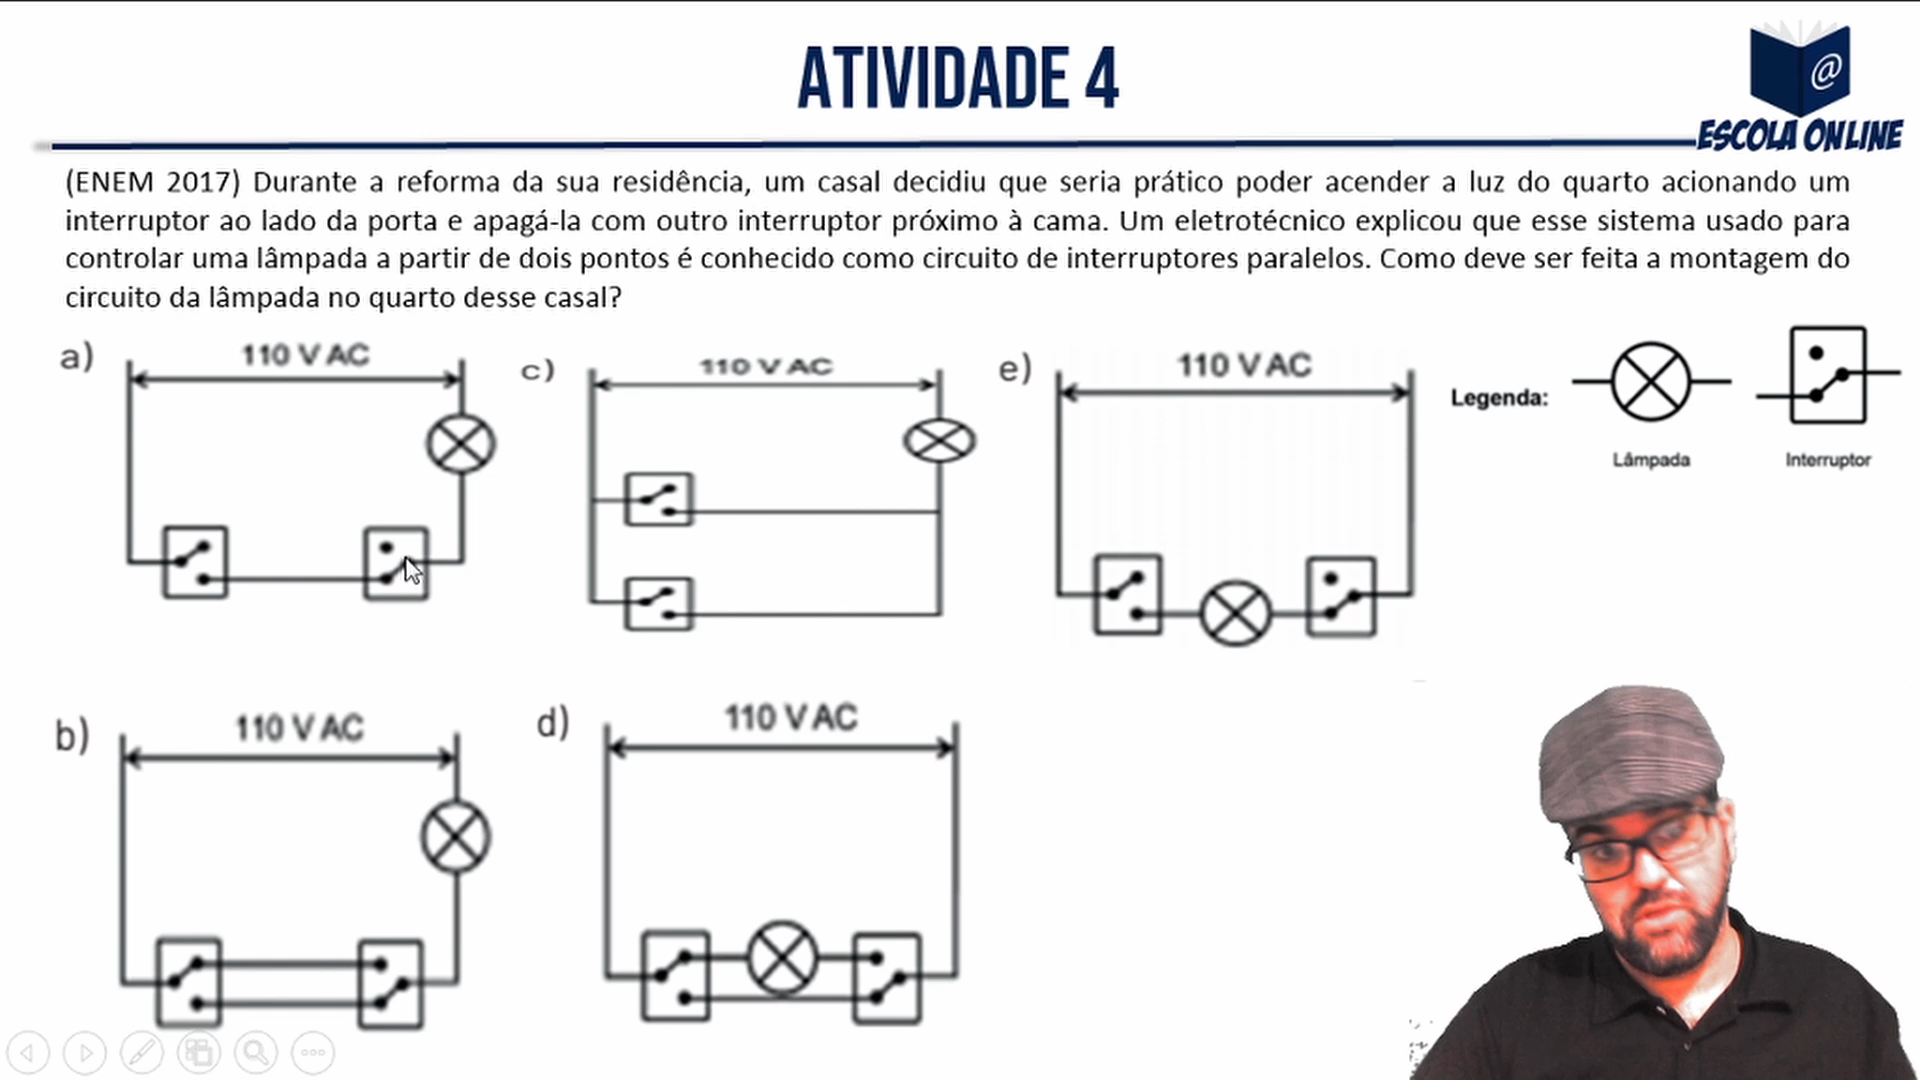 ATIVIDADE 4
@
ESCOLA ONLINE
(ENEM 2017) Durante a reforma da sua residência, um casal decidiu que seria prático poder acender a luz do quarto acionando um
interruptor ao lado da porta e apagá-la com outro interruptor próximo à cama. Um eletrotécnico explicou que esse sistema usado para
controlar uma lâmpada a partir de dois pontos é conhecido como circuito de interruptores paralelos. Como deve ser feita a montagem do
circuito da lâmpada no quarto desse casal?
a) 110 V AC
c) 110 V AC
e) 110 V AC
Legenda:
Lâmpada
Interruptor
b) 110 V AC
d) 110 V AC